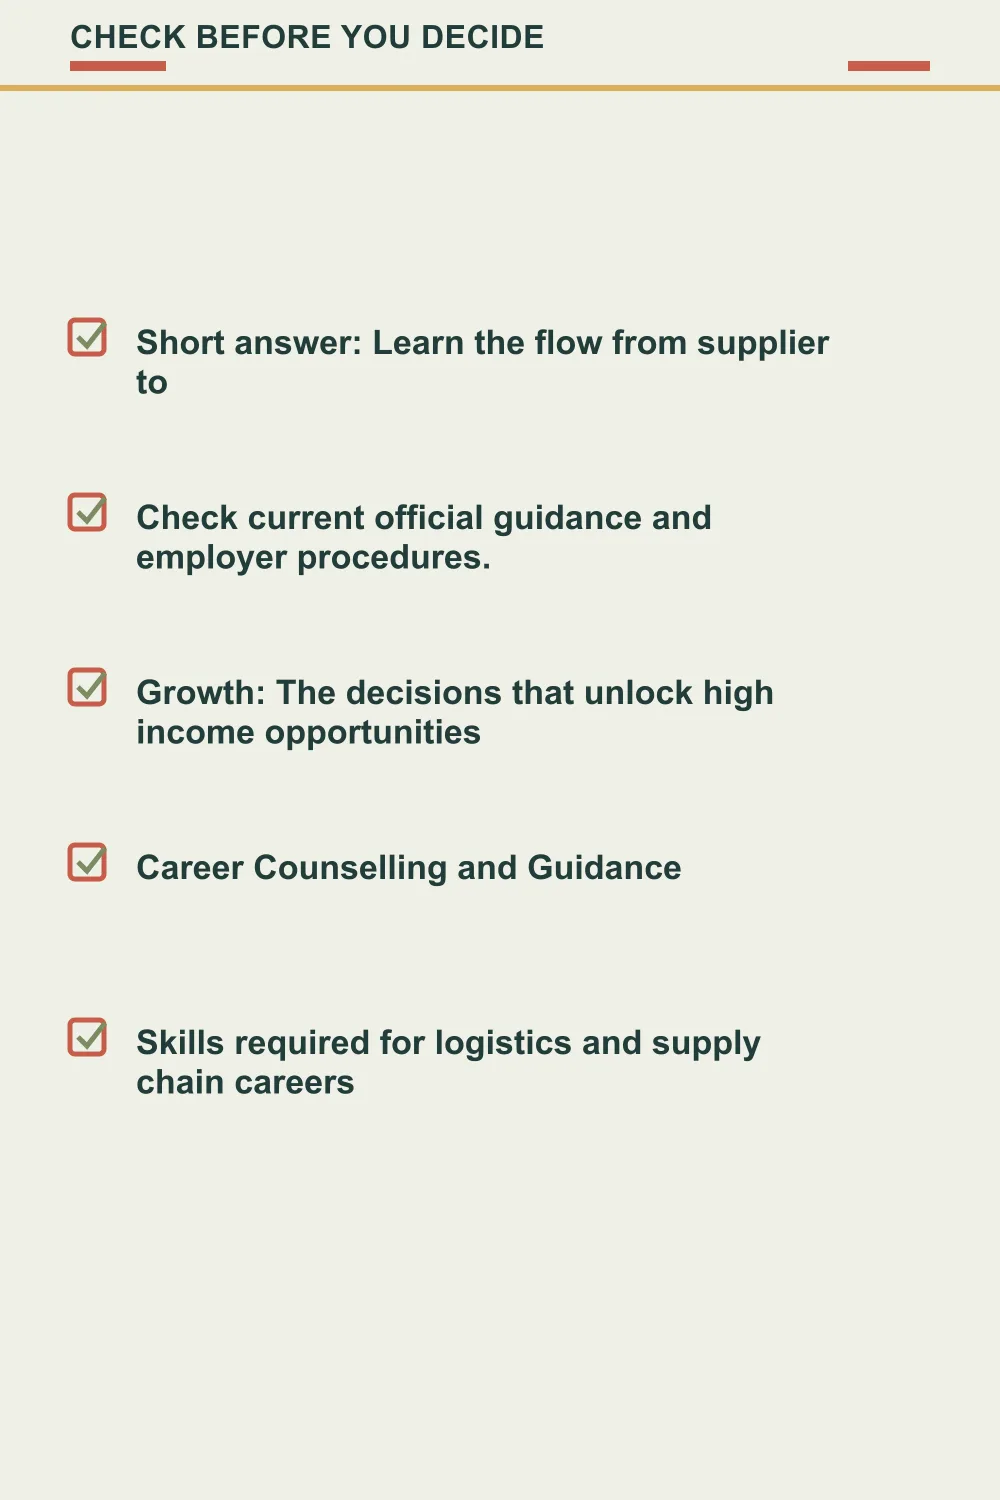 CHECK BEFORE YOU DECIDE
Short answer: Learn the flow from supplier
to
Check current official guidance and
employer procedures.
Growth: The decisions that unlock high
income opportunities
Career Counselling and Guidance
Skills required for logistics and supply
chain careers